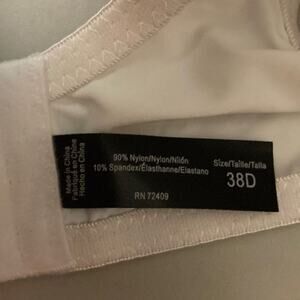 Made in China
Fabriqué en Chine
Hecho en China
90% Nylon/Nylon/Nilón
10% Spandex/Élasthanne/Elastano
RN 72409
Size/Taille/Talla
38D